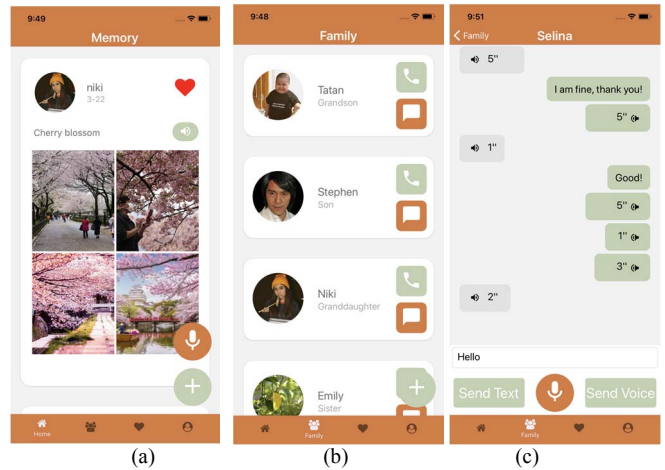 9:49
Memory
niki
3-22
Cherry blossom
Home
(a)
9:48
Family
Tatan
Grandson
Stephen
Son
Niki
Granddaughter
Emily
Sister
Family
(b)
9:51
Family
Selina
5"
I am fine, thank you!
5"
1"
Good!
5"
1"
3"
2"
Hello
Send Text
Send Voice
Family
(c)